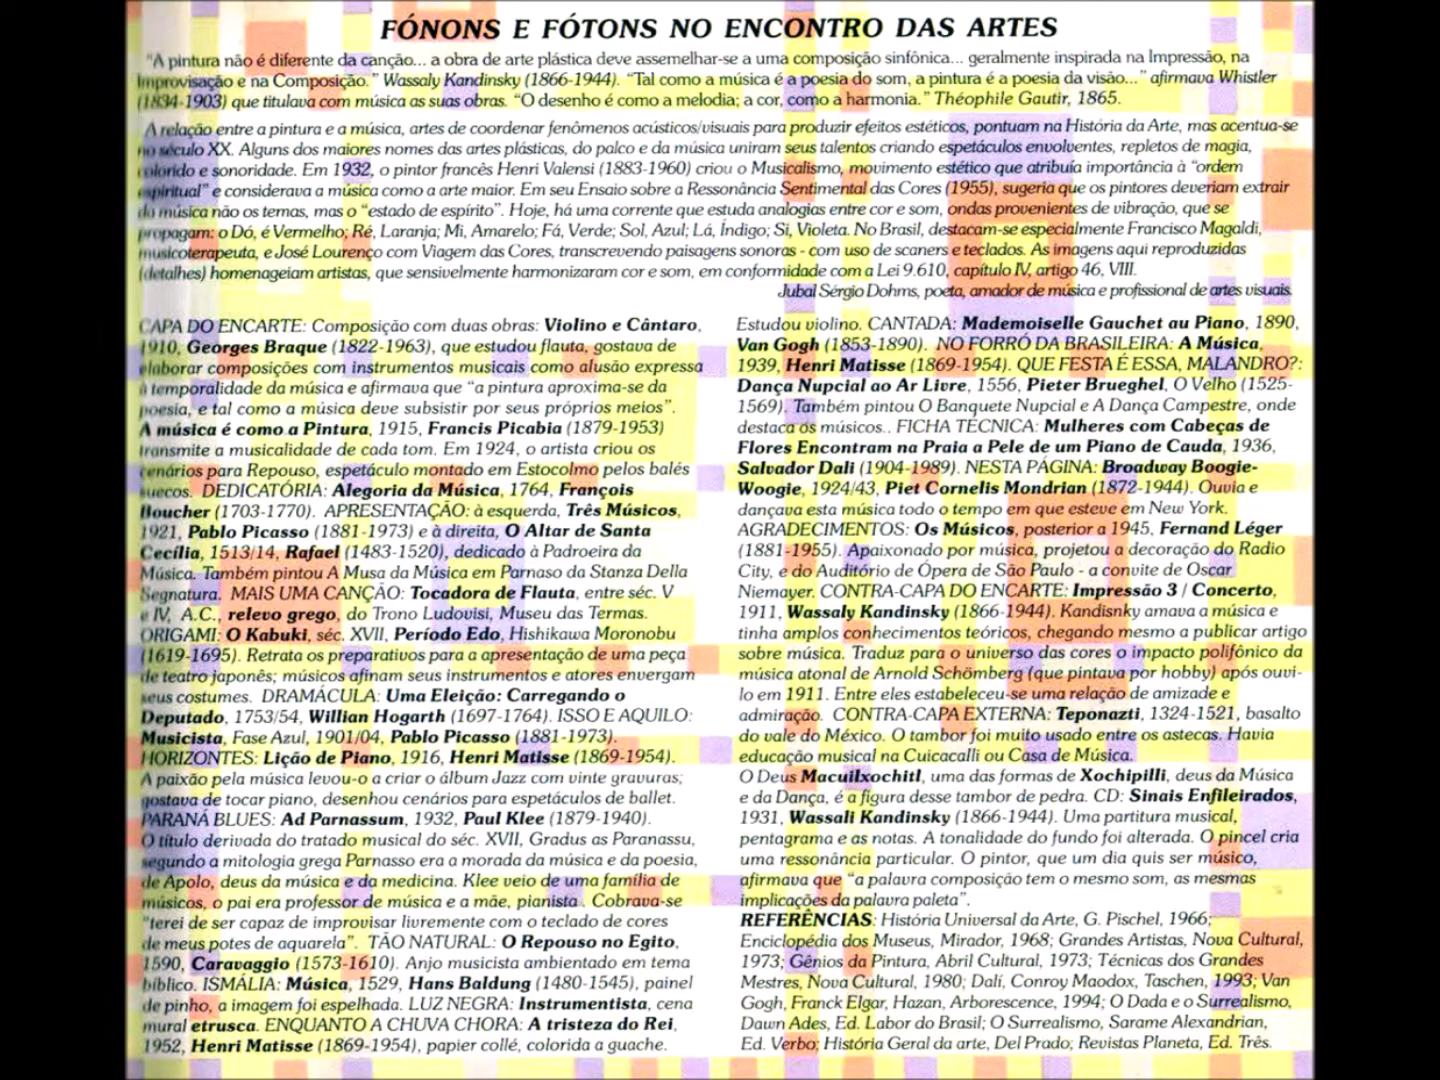 FÓNONS E FÓTONS NO ENCONTRO DAS ARTES
"A pintura não é diferente da canção... a obra de arte plástica deve assemelhar-se a uma composição sinfônica... geralmente inspirada na Impressão, na
Improvisação e na Composição." Wassaly Kandinsky (1866-1944). "Tal como a música é a poesia do som, a pintura é a poesia da visão..." afirmava Whistler
(1834-1903) que titulava com música as suas obras. "O desenho é como a melodia; a cor, como a harmonia." Théophile Gautir, 1865.
A relação entre a pintura e a música, artes de coordenar fenômenos acústicos/visuais para produzir efeitos estéticos, pontuam na História da Arte, mas acentua-se
no século XX. Alguns dos maiores nomes das artes plásticas, do palco e da música uniram seus talentos criando espetáculos envolventes, repletos de magia,
colorido e sonoridade. Em 1932, o pintor francês Henri Valensi (1883-1960) criou o Musicalismo, movimento estético que atribuía importância à "ordem
espiritual" e considerava a música como a arte maior. Em seu Ensaio sobre a Ressonância Sentimental das Cores (1955), sugeria que os pintores deveriam extrair
da música não os temas, mas o "estado de espírito". Hoje, há uma corrente que estuda analogias entre cor e som, ondas provenientes de vibração, que se
propagam: o Dó, é Vermelho; Ré, Laranja; Mi, Amarelo; Fá, Verde; Sol, Azul; Lá, Índigo; Si, Violeta. No Brasil, destacam-se especialmente Francisco Magaldi,
musicoterapeuta, e José Lourenço com Viagem das Cores, transcrevendo paisagens sonoras - com uso de scaners e teclados. As imagens aqui reproduzidas
(detalhes) homenageiam artistas, que sensivelmente harmonizaram cor e som, em conformidade com a Lei 9.610, capítulo IV, artigo 46, VIII.
Jubal Sérgio Dohms, poeta, amador de música e profissional de artes visuais.
CAPA DO ENCARTE: Composição com duas obras: Violino e Cântaro,
1910, Georges Braque (1822-1963), que estudou flauta, gostava de
elaborar composições com instrumentos musicais como alusão expressa
à temporalidade da música e afirmava que "a pintura aproxima-se da
poesia, e tal como a música deve subsistir por seus próprios meios".
A música é como a Pintura, 1915, Francis Picabia (1879-1953)
transmite a musicalidade de cada tom. Em 1924, o artista criou os
cenários para Repouso, espetáculo montado em Estocolmo pelos balés
suecos. DEDICATÓRIA: Alegoria da Música, 1764, François
Boucher (1703-1770). APRESENTAÇÃO: à esquerda, Três Músicos,
1921, Pablo Picasso (1881-1973) e à direita, O Altar de Santa
Cecília, 1513/14, Rafael (1483-1520), dedicado à Padroeira da
Música. Também pintou A Musa da Música em Parnaso da Stanza Della
Segnatura. MAIS UMA CANÇÃO: Tocadora de Flauta, entre séc. V
e IV, A.C., relevo grego, do Trono Ludovisi, Museu das Termas.
ORIGAMI: O Kabuki, séc. XVII, Período Edo, Hishikawa Moronobu
(1619-1695). Retrata os preparativos para a apresentação de uma peça
de teatro japonês; músicos afinam seus instrumentos e atores envergam
seus costumes. DRAMÁCULA: Uma Eleição: Carregando o
Deputado, 1753/54, Willian Hogarth (1697-1764). ISSO E AQUILO:
Musicista, Fase Azul, 1901/04, Pablo Picasso (1881-1973).
HORIZONTES: Lição de Piano, 1916, Henri Matisse (1869-1954).
A paixão pela música levou-o a criar o álbum Jazz com vinte gravuras;
gostava de tocar piano, desenhou cenários para espetáculos de ballet.
PARANÁ BLUES: Ad Parnassum, 1932, Paul Klee (1879-1940).
O título derivada do tratado musical do séc. XVII, Gradus as Paranassu,
segundo a mitologia grega Parnasso era a morada da música e da poesia,
de Apolo, deus da música e da medicina. Klee veio de uma família de
músicos, o pai era professor de música e a mãe, pianista . Cobrava-se
"terei de ser capaz de improvisar livremente com o teclado de cores
de meus potes de aquarela". TÃO NATURAL: O Repouso no Egito,
1590, Caravaggio (1573-1610). Anjo musicista ambientado em tema
bíblico. ISMÁLIA: Música, 1529, Hans Baldung (1480-1545), painel
de pinho, a imagem foi espelhada. LUZ NEGRA: Instrumentista, cena
mural etrusca. ENQUANTO A CHUVA CHORA: A tristeza do Rei,
1952, Henri Matisse (1869-1954), papier collé, colorida a guache.
Estudou violino. CANTADA: Mademoiselle Gauchet au Piano, 1890,
Van Gogh (1853-1890). NO FORRÓ DA BRASILEIRA: A Música,
1939, Henri Matisse (1869-1954). QUE FESTA É ESSA, MALANDRO?:
Dança Nupcial ao Ar Livre, 1556, Pieter Brueghel, O Velho (1525-
1569). Também pintou O Banquete Nupcial e A Dança Campestre, onde
destaca os músicos.. FICHA TÉCNICA: Mulheres com Cabeças de
Flores Encontram na Praia a Pele de um Piano de Cauda, 1936,
Salvador Dali (1904-1989). NESTA PÁGINA: Broadway Boogie-
Woogie, 1924/43, Piet Cornelis Mondrian (1872-1944). Ouvia e
dançava esta música todo o tempo em que esteve em New York.
AGRADECIMENTOS: Os Músicos, posterior a 1945, Fernand Léger
(1881-1955). Apaixonado por música, projetou a decoração do Radio
City, e do Auditório de Ópera de São Paulo - a convite de Oscar
Niemayer. CONTRA-CAPA DO ENCARTE: Impressão 3 / Concerto,
1911, Wassaly Kandinsky (1866-1944). Kandisnky amava a música e
tinha amplos conhecimentos teóricos, chegando mesmo a publicar artigo
sobre música. Traduz para o universo das cores o impacto polifônico da
música atonal de Arnold Schömberg (que pintava por hobby) após ouvi-
lo em 1911. Entre eles estabeleceu-se uma relação de amizade e
admiração. CONTRA-CAPA EXTERNA: Teponazti, 1324-1521, basalto
do vale do México. O tambor foi muito usado entre os astecas. Havia
educação musical na Cuicacalli ou Casa de Música.
O Deus Macuilxochitl, uma das formas de Xochipilli, deus da Música
e da Dança, é a figura desse tambor de pedra. CD: Sinais Enfileirados,
1931, Wassali Kandinsky (1866-1944). Uma partitura musical,
pentagrama e as notas. A tonalidade do fundo foi alterada. O pincel cria
uma ressonância particular. O pintor, que um dia quis ser músico,
afirmava que "a palavra composição tem o mesmo som, as mesmas
implicações da palavra paleta".
REFERÊNCIAS: História Universal da Arte, G. Pischel, 1966;
Enciclopédia dos Museus, Mirador, 1968; Grandes Artistas, Nova Cultural,
1973; Gênios da Pintura, Abril Cultural, 1973; Técnicas dos Grandes
Mestres, Nova Cultural, 1980; Dalí, Conroy Maodox, Taschen, 1993; Van
Gogh, Franck Elgar, Hazan, Arborescence, 1994; O Dada e o Surrealismo,
Dawn Ades, Ed. Labor do Brasil; O Surrealismo, Sarame Alexandrian,
Ed. Verbo; História Geral da arte, Del Prado; Revistas Planeta, Ed. Três.